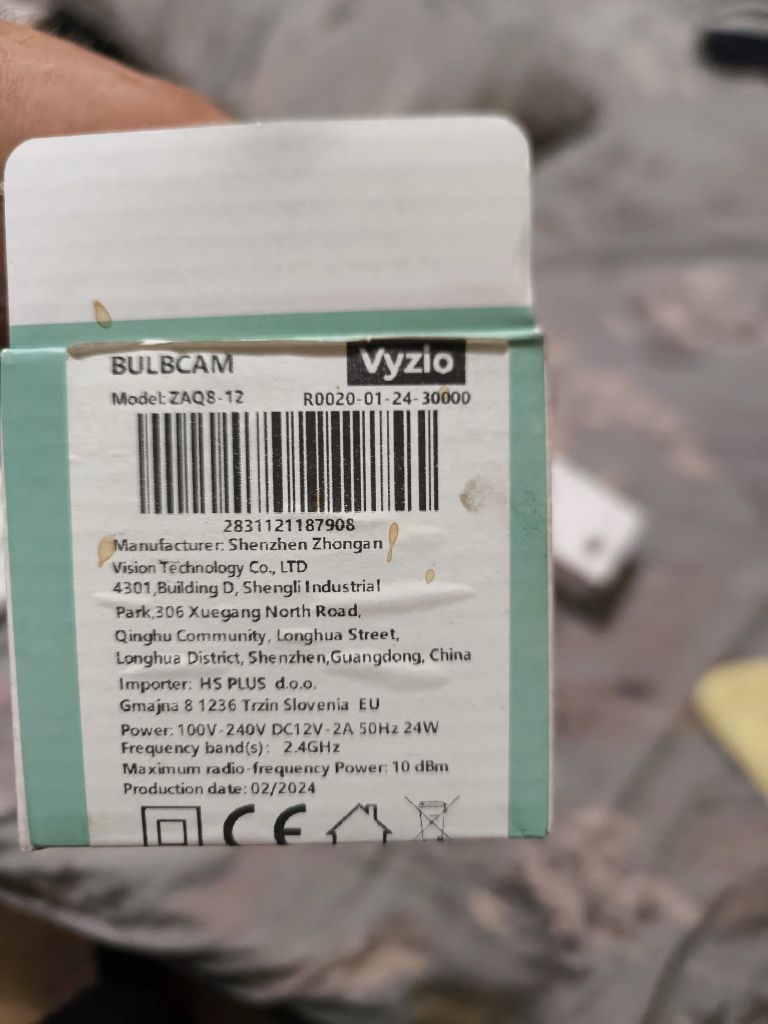 BULBCAM
Vyzio
Model: ZAQ8-12
R0020-01-24-30000
2831121187908
Manufacturer: Shenzhen Zhongan
Vision Technology Co., LTD
4301,Building D, Shengli Industrial
Park,306 Xuegang North Road,
Qinghu Community, Longhua Street,
Longhua District, Shenzhen,Guangdong, China
Importer: HS PLUS d.o.o.
Gmajna 8 1236 Trzin Slovenia EU
Power: 100V-240V DC12V-2A 50Hz 24W
Frequency band(s): 2.4GHz
Maximum radio-frequency Power: 10 dBm
Production date: 02/2024
CE